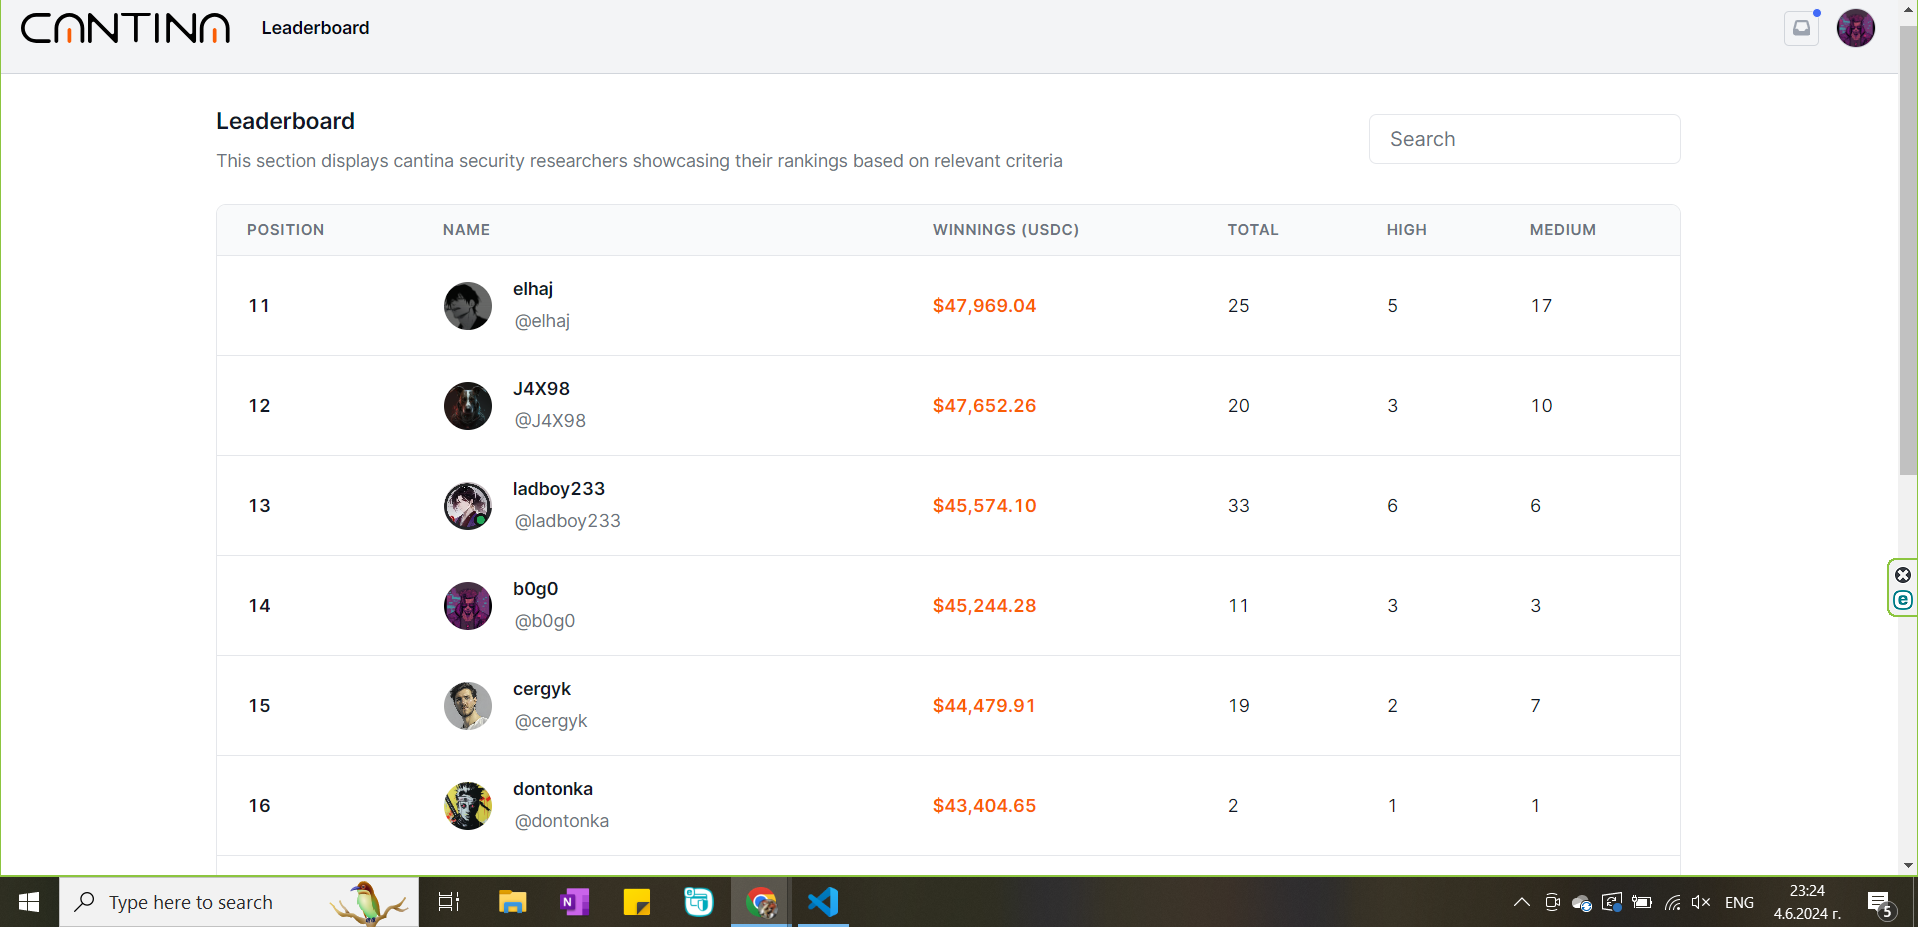 CANTINA Leaderboard
Leaderboard
Search
This section displays cantina security researchers showcasing their rankings based on relevant criteria
POSITION NAME WINNINGS (USDC) TOTAL HIGH MEDIUM
elhaj
11 $47,969.04 25 5 17
@elhaj
J4X98
12 $47,652.26 20 3 10
@J4X98
ladboy233
13 $45,574.10 33 6 6
@ladboy233
b0g0
14 $45,244.28 11 3 3
@b0g0
cergyk
15 $44,479.91 19 2 7
@cergyk
dontonka
16 $43,404.65 2 1 1
@dontonka
Type here to search
N
ENG
23:24
4.6.2024 г.
5